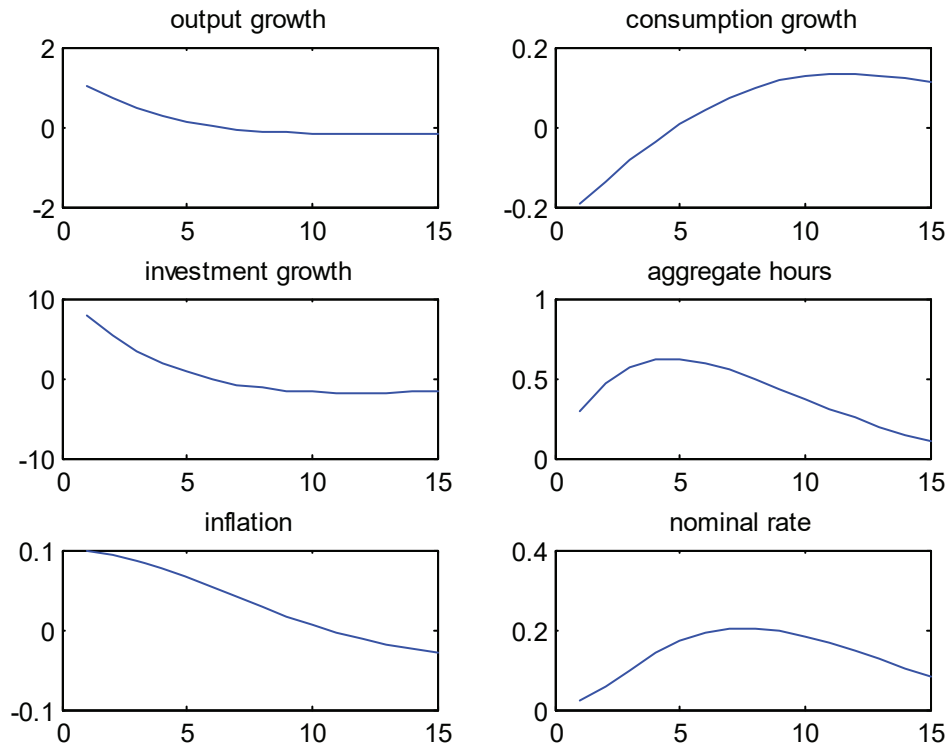 output growth
2
0
-2
0 5 10 15
consumption growth
0.2
0
-0.2
0 5 10 15
investment growth
10
0
-10
0 5 10 15
aggregate hours
1
0.5
0
0 5 10 15
inflation
0.1
0
-0.1
0 5 10 15
nominal rate
0.4
0.2
0
0 5 10 15